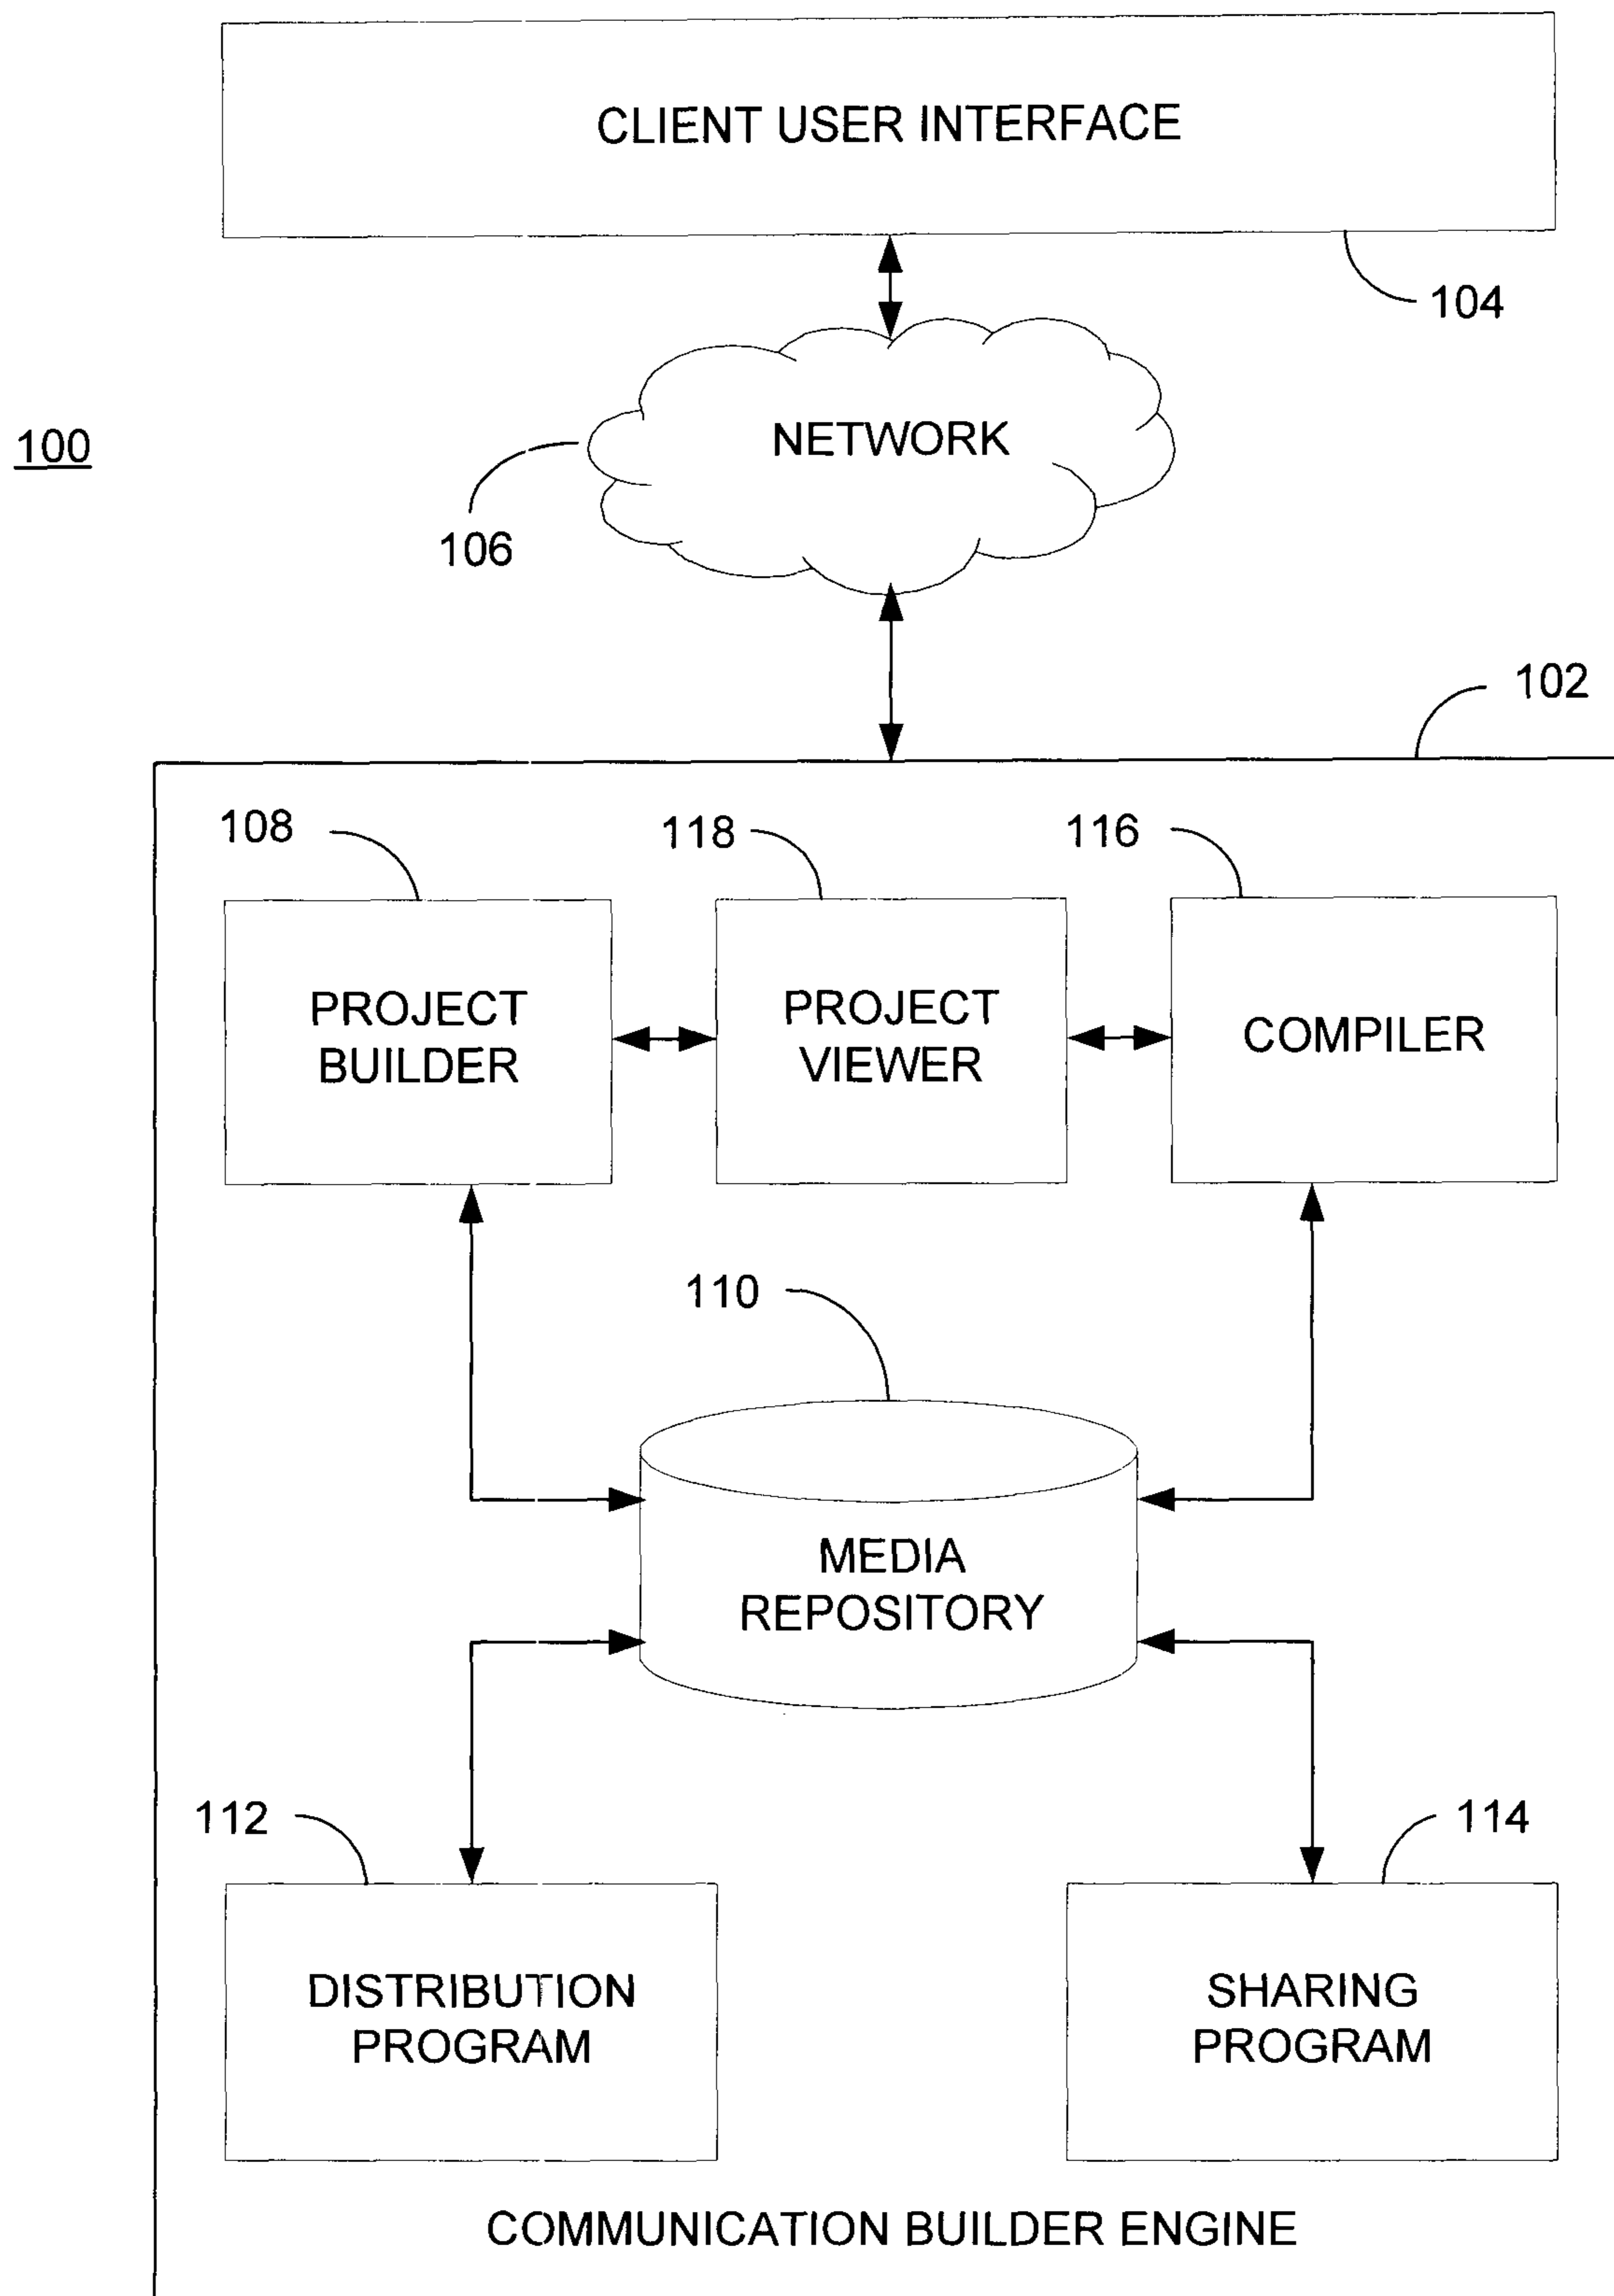 CLIENT USER INTERFACE
104
NETWORK
100
106
102
108
118
116
PROJECT
BUILDER
PROJECT
VIEWER
COMPILER
110
MEDIA
REPOSITORY
112
114
DISTRIBUTION
PROGRAM
SHARING
PROGRAM
COMMUNICATION BUILDER ENGINE